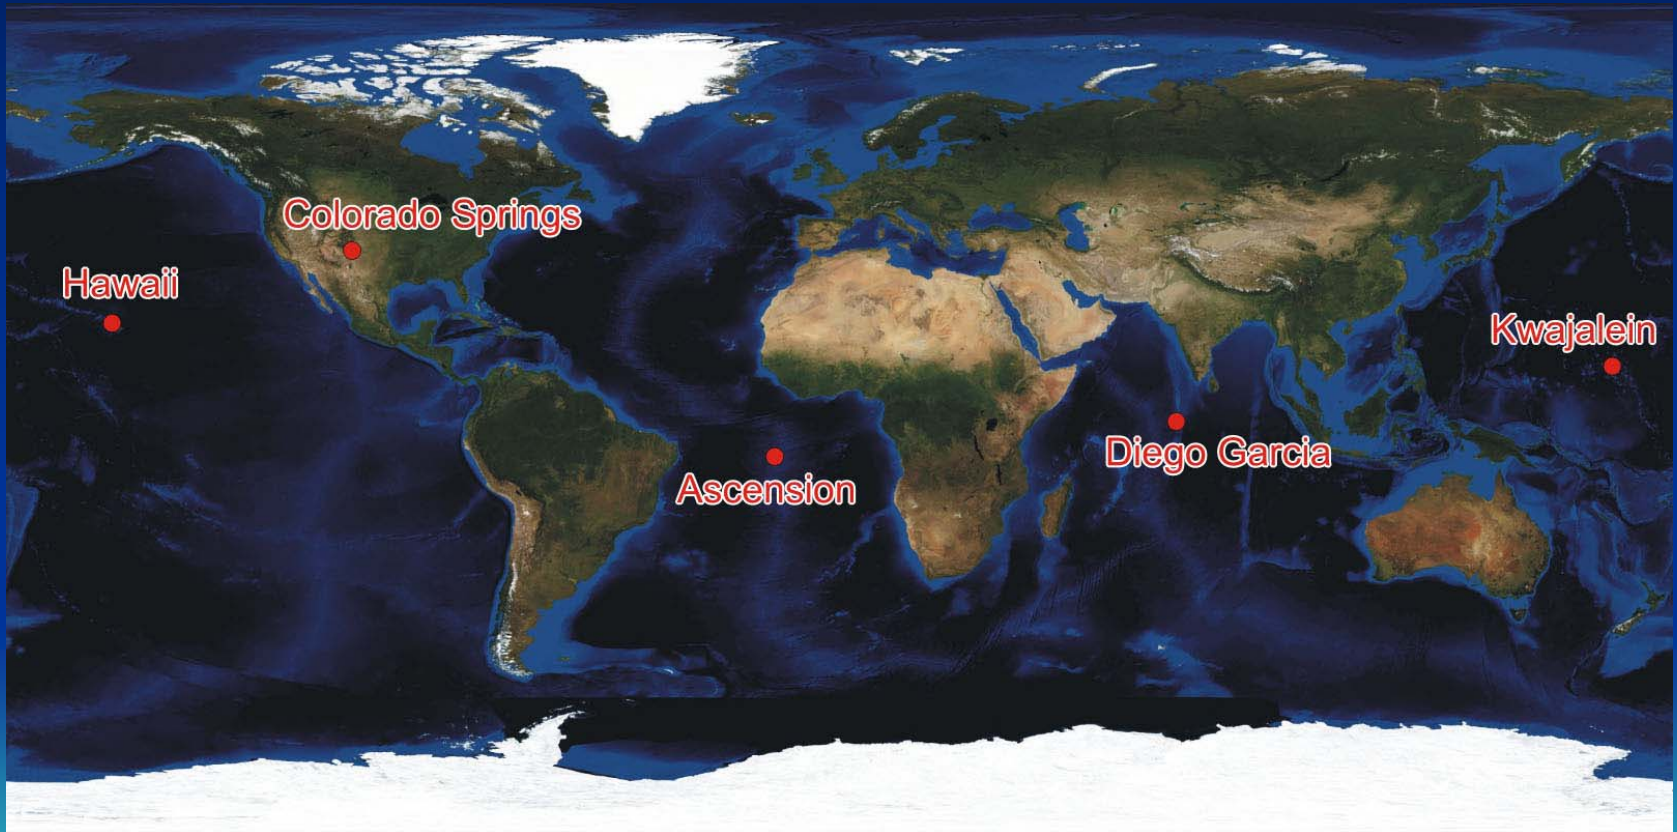 Colorado Springs
Hawaii
Kwajalein
Diego Garcia
Ascension